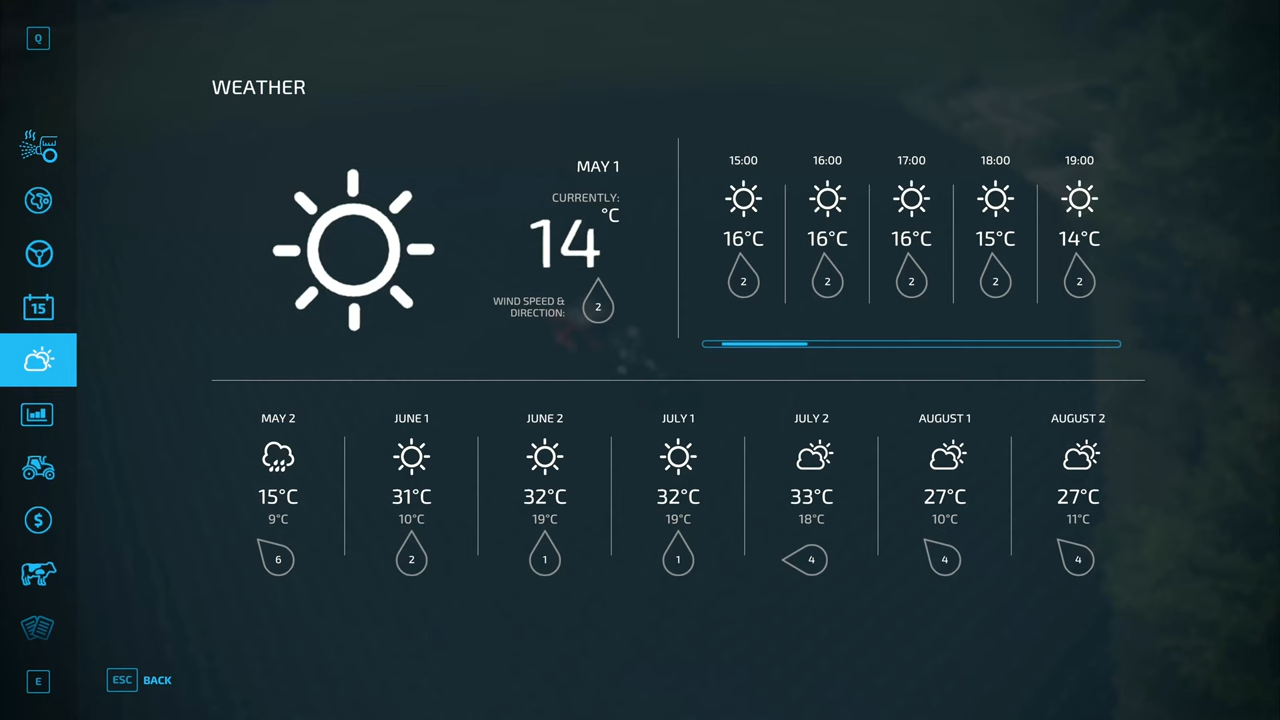 Q
WEATHER
15
MAY 1
CURRENTLY:
14 °C
WIND SPEED &
DIRECTION:
2
15:00 16:00 17:00 18:00 19:00
16°C 16°C 16°C 15°C 14°C
2 2 2 2 2
MAY 2 JUNE 1 JUNE 2 JULY 1 JULY 2 AUGUST 1 AUGUST 2
15°C 31°C 32°C 32°C 33°C 27°C 27°C
9°C 10°C 19°C 19°C 18°C 10°C 11°C
6 2 1 1 4 4 4
$
E
ESC BACK